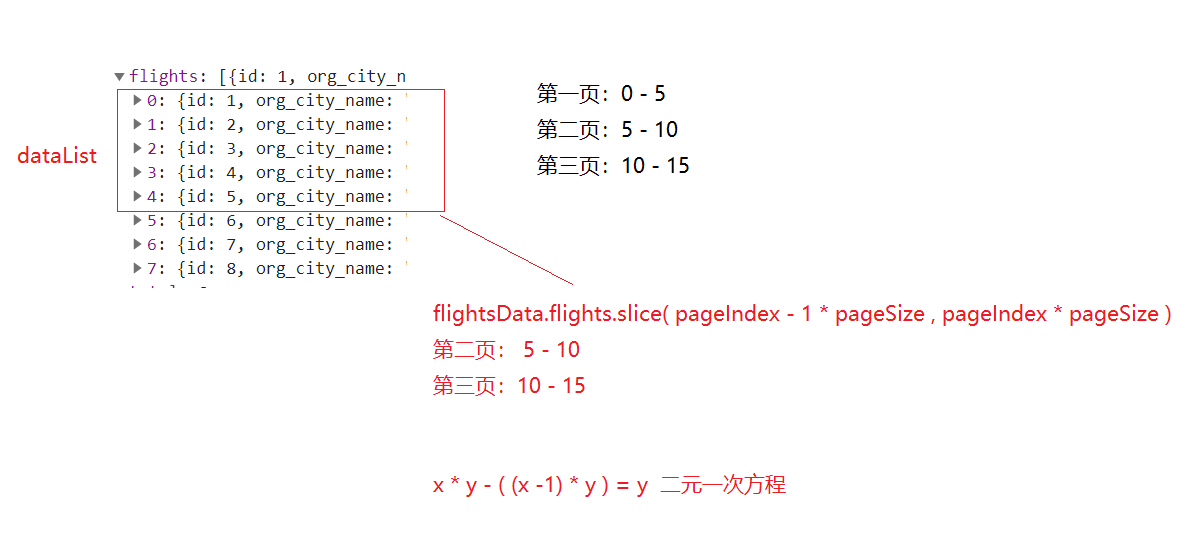 flights: [{id: 1, org_city_n
0: {id: 1, org_city_name: '
1: {id: 2, org_city_name: '
2: {id: 3, org_city_name: '
3: {id: 4, org_city_name: '
4: {id: 5, org_city_name: '
5: {id: 6, org_city_name: '
6: {id: 7, org_city_name: '
7: {id: 8, org_city_name: '
dataList
第一页：0 - 5
第二页：5 - 10
第三页：10 - 15
flightsData.flights.slice( pageIndex - 1 * pageSize , pageIndex * pageSize )
第二页： 5 - 10
第三页：10 - 15
x * y - ( (x -1) * y ) = y 二元一次方程